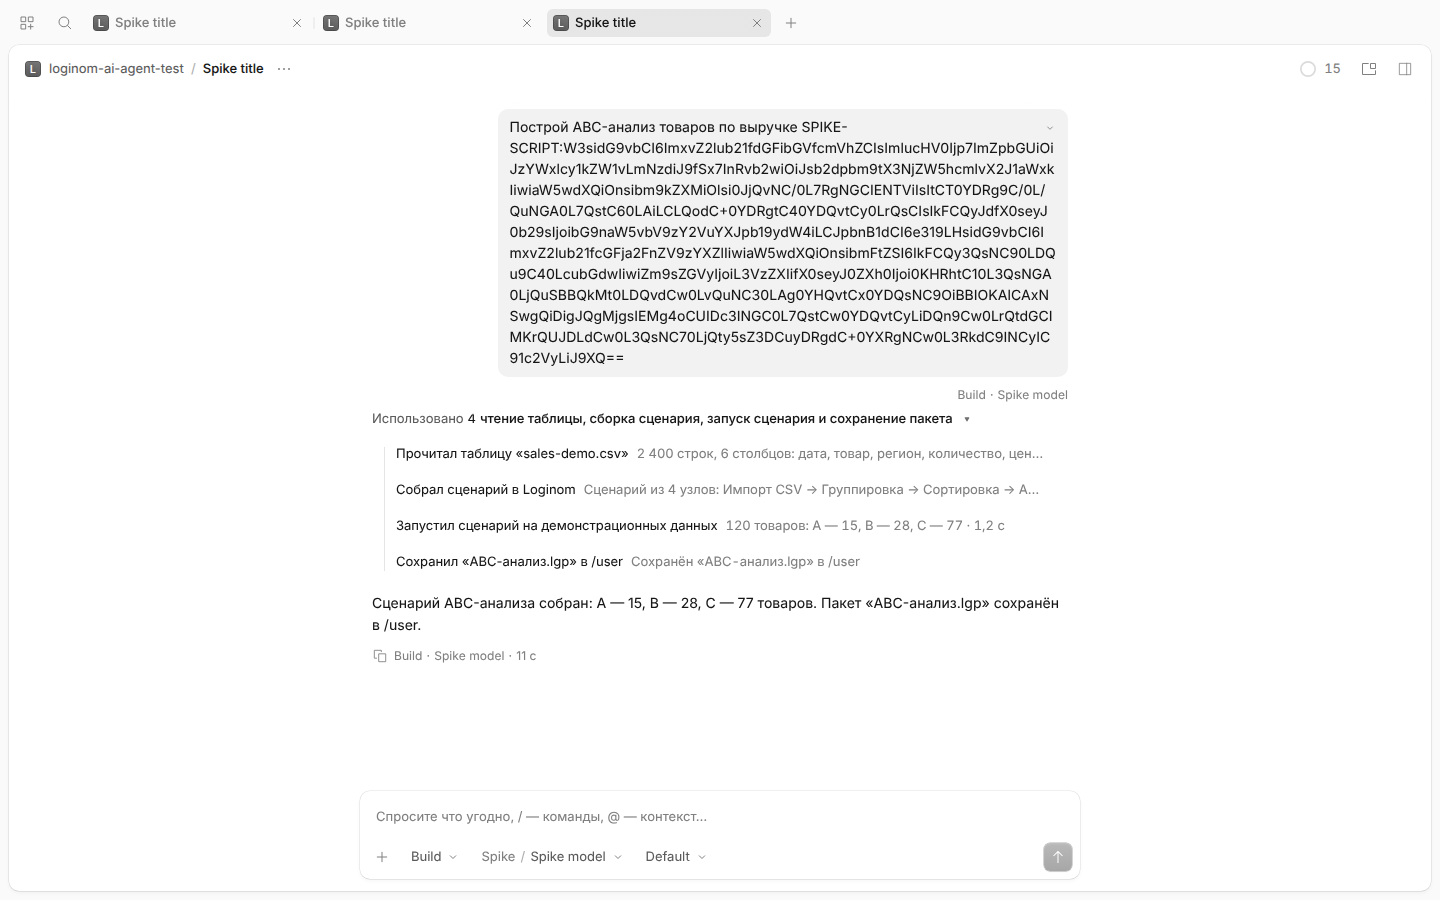 Spike title
Spike title
Spike title
loginom-ai-agent-test / Spike title ···
15
Построй ABC-анализ товаров по выручке SPIKE-
SCRIPT:W3sidG9vbCI6ImxvZ2lub21fdGFibGVfcmVhZCIsImlucHV0Ijp7ImZpbGUiOi
JzYWxlcy1kZW1vLmNzdiJ9fSx7InRvb2wiOiJsb2dpbm9tX3NjZW5hcmlvX2J1aWxk
IiwiaW5wdXQiOnsibm9kZXMiOlsi0JjQvNC/0L7RgNGCIENTViIsItCT0YDRg9C/0L/
QuNGA0L7QstC60LAiLCLQodC+0YDRgtC40YDQvtCy0LrQsCIsIkFCQyJdfX0seyJ
0b29sIjoibG9naW5vbV9zY2VuYXJpb19ydW4iLCJpbnB1dCI6e319LHsidG9vbCI6I
mxvZ2lub21fcGFja2FnZV9zYXZlIiwiaW5wdXQiOnsibmFtZSI6IkFCQy3QsNC90LDQ
u9C40LcubGdwIiwiZm9sZGVyIjoiL3VzZXIifX0seyJ0ZXh0Ijoi0KHRhtC10L3QsNGA
0LjQuSBBQkMt0LDQvdCw0LvQuNC30LAg0YHQvtCx0YDQsNC9OiBBIOKAlCAxN
SwgQiDigJQgMjgsIEMg4oCUIDc3INGC0L7QstCw0YDQvtCyLiDQn9Cw0LrQtdGCI
MKrQUJDLdCw0L3QsNC70LjQty5sZ3DCuyDRgdC+0YXRgNCw0L3RkdC9INCyIC
91c2VyLiJ9XQ==
Build · Spike model
Использовано 4 чтение таблицы, сборка сценария, запуск сценария и сохранение пакета
Прочитал таблицу «sales-demo.csv» 2 400 строк, 6 столбцов: дата, товар, регион, количество, цен...
Собрал сценарий в Loginom Сценарий из 4 узлов: Импорт CSV → Группировка → Сортировка → A...
Запустил сценарий на демонстрационных данных 120 товаров: A — 15, B — 28, C — 77 · 1,2 с
Сохранил «ABC-анализ.lgp» в /user Сохранён «ABC-анализ.lgp» в /user
Сценарий ABC-анализа собран: A — 15, B — 28, C — 77 товаров. Пакет «ABC-анализ.lgp» сохранён
в /user.
Build · Spike model · 11 с
Спросите что угодно, / — команды, @ — контекст...
Build Spike / Spike model Default